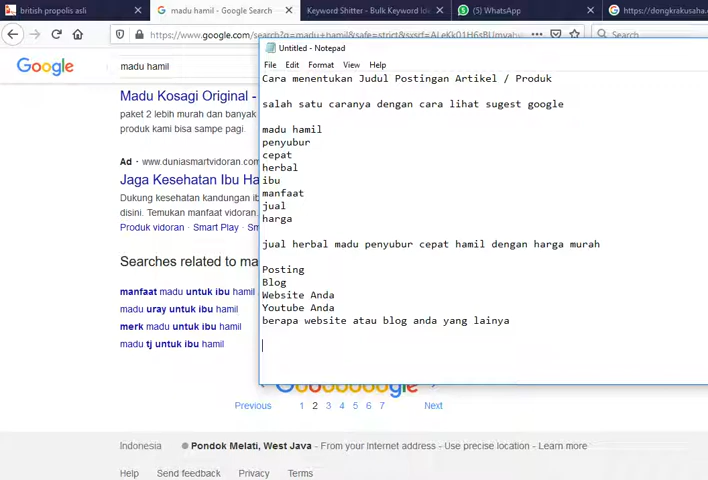 british propolis asli
madu hamil - Google Search
Keyword Shitter - Bulk Keyword Ide
(5) WhatsApp
https://dongkrakusaha.c
https://www.google.com/search?q=madu+hamil&safe=strict&sxsrf=ALeKk01H6sBUmyabv
Search
Google
madu hamil
Untitled - Notepad
File Edit Format View Help
Cara menentukan Judul Postingan Artikel / Produk
salah satu caranya dengan cara lihat sugest google
madu hamil
penyubur
cepat
herbal
ibu
manfaat
jual
harga
jual herbal madu penyubur cepat hamil dengan harga murah
Posting
Blog
Website Anda
Youtube Anda
berapa website atau blog anda yang lainya
Madu Kosagi Original -
paket 2 lebih murah dan banyak
produk kami bisa sampe pagi.
Ad · www.duniasmartvidoran.com
Jaga Kesehatan Ibu Ha
Dukung kesehatan kandungan ib
disini. Temukan manfaat vidoran.
Produk vidoran · Smart Play · Sm
Searches related to ma
manfaat madu untuk ibu hamil
madu uray untuk ibu hamil
merk madu untuk ibu hamil
madu tj untuk ibu hamil
Previous 1 2 3 4 5 6 7 Next
Indonesia Pondok Melati, West Java - From your Internet address - Use precise location - Learn more
Help Send feedback Privacy Terms